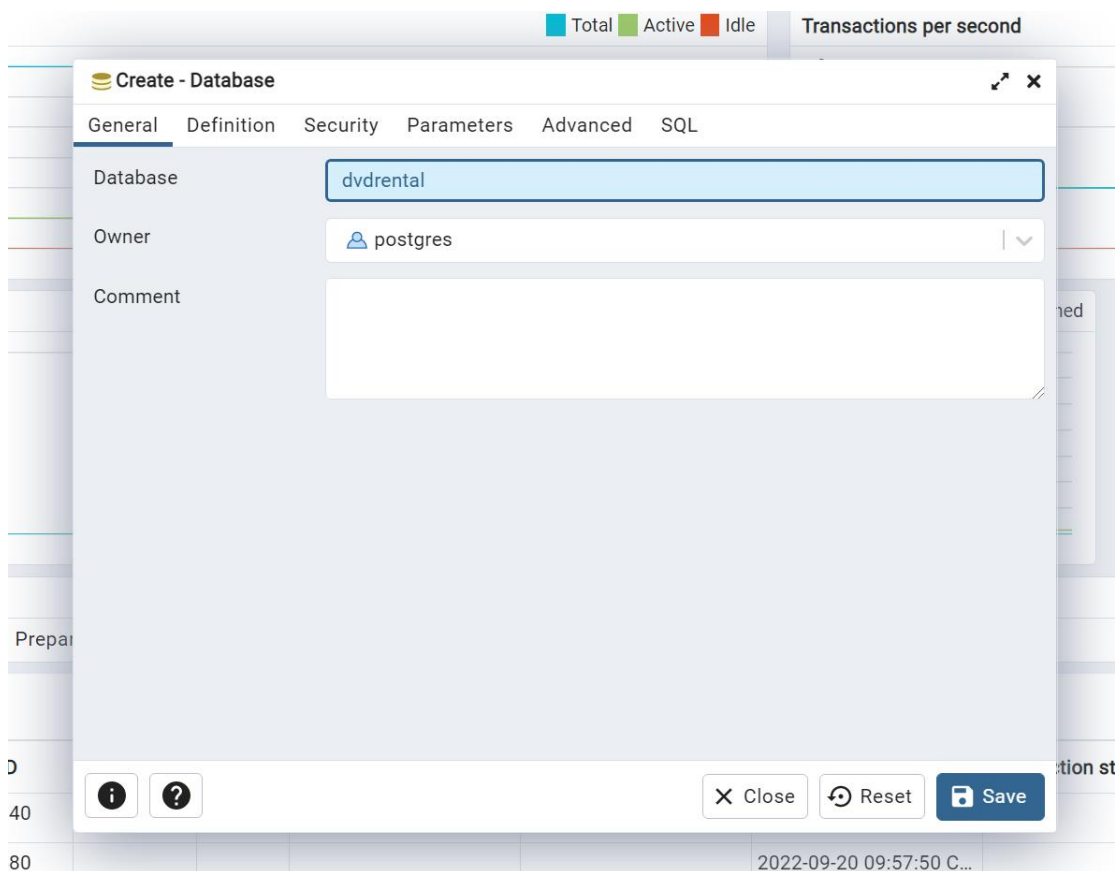 Total Active Idle
Transactions per second
Create - Database
General Definition Security Parameters Advanced SQL
Database
dvdrental
Owner
postgres
Comment
Close Reset Save
40
80
2022-09-20 09:57:50 C...